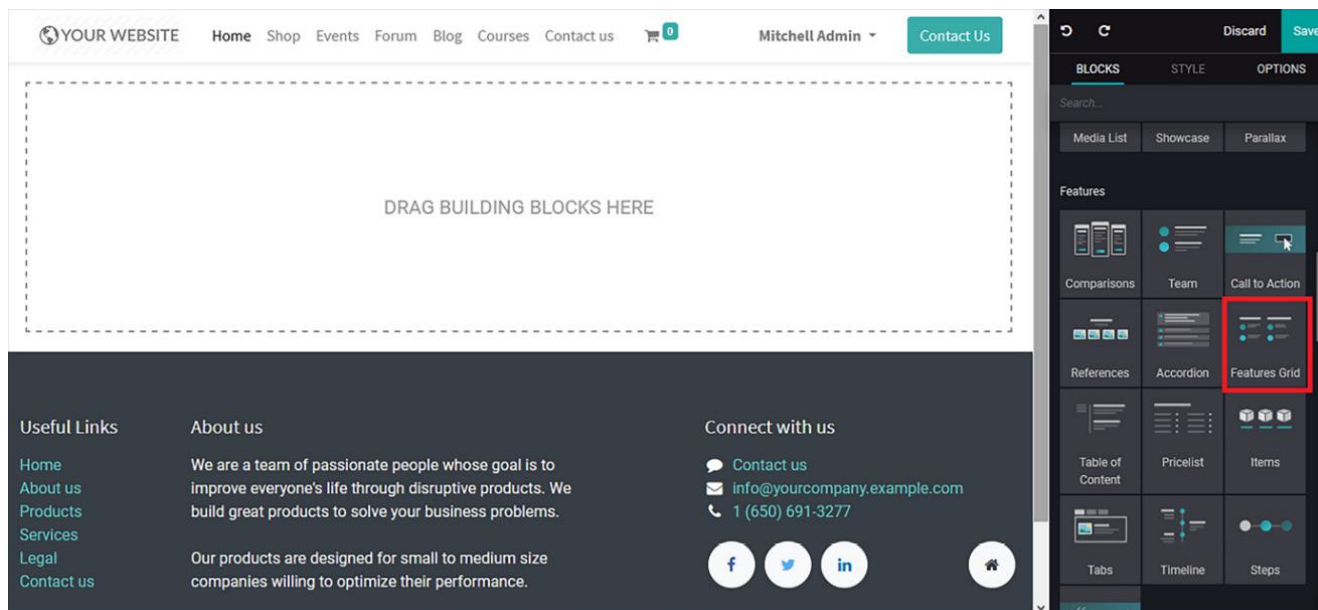 YOUR WEBSITE Home Shop Events Forum Blog Courses Contact us 0 Mitchell Admin Contact Us
DRAG BUILDING BLOCKS HERE
Useful Links
Home
About us
Products
Services
Legal
Contact us
About us
We are a team of passionate people whose goal is to
improve everyone's life through disruptive products. We
build great products to solve your business problems.
Our products are designed for small to medium size
companies willing to optimize their performance.
Connect with us
Contact us
info@yourcompany.example.com
1 (650) 691-3277
f in
Discard Save
BLOCKS STYLE OPTIONS
Search...
Media List Showcase Parallax
Features
Comparisons Team Call to Action
References Accordion Features Grid
Table of
Content
Pricelist Items
Tabs Timeline Steps